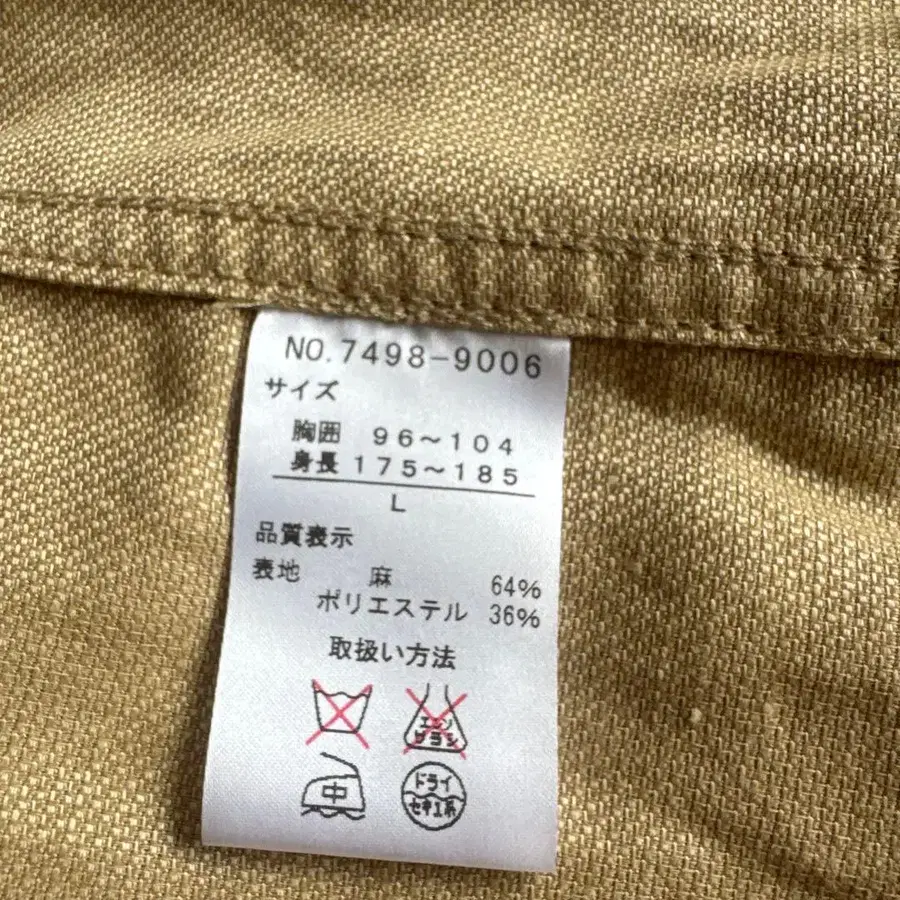 NO.7498-9006
サイズ
胸囲 96～104
身長 175～185
L
品質表示
表地 麻 64%
ポリエステル 36%
取扱い方法
エンソ
サラシ
中
ドライ
セキユ系